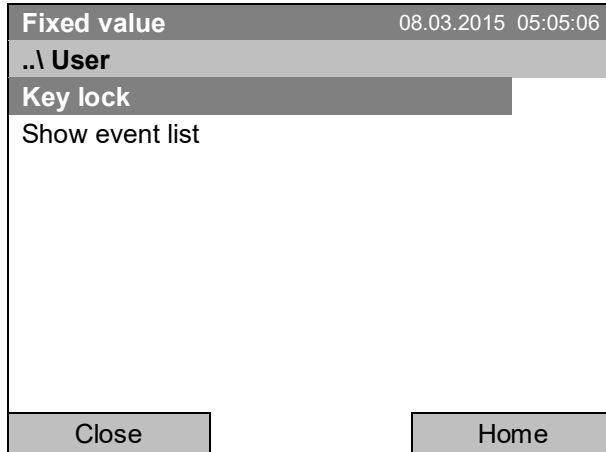 Fixed value 08.03.2015 05:05:06
..\ User
Key lock
Show event list
Close Home